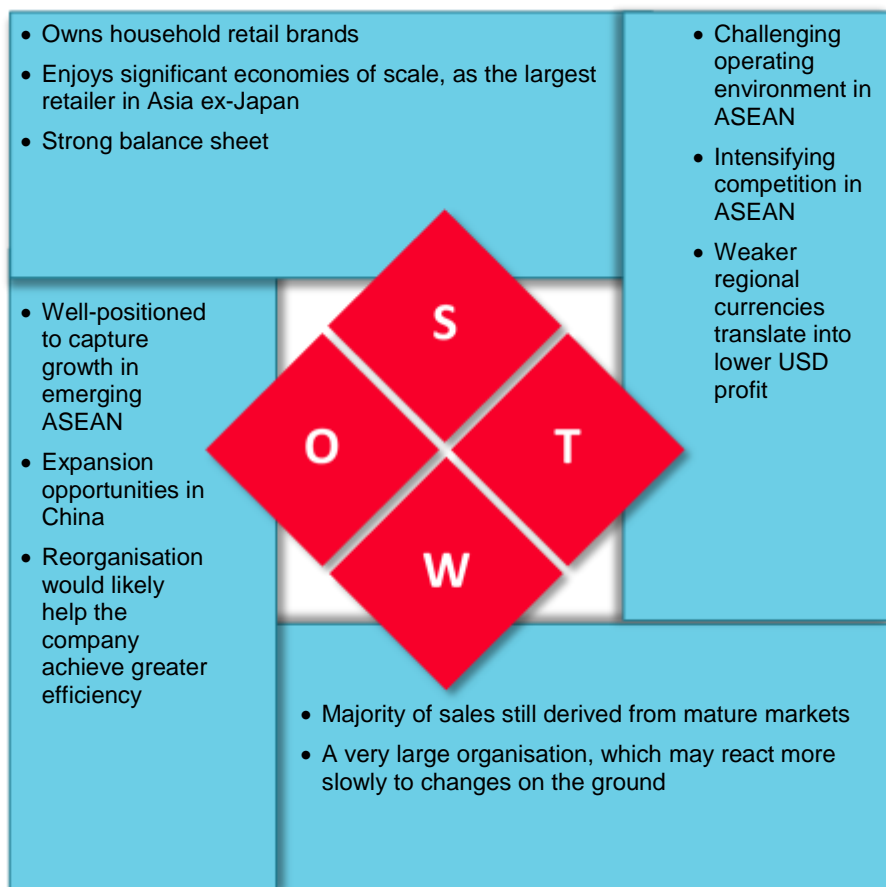 • Owns household retail brands
• Enjoys significant economies of scale, as the largest
retailer in Asia ex-Japan
• Strong balance sheet
• Challenging
operating
environment in
ASEAN
• Intensifying
competition in
ASEAN
• Weaker
regional
currencies
translate into
lower USD
profit
• Well-positioned
to capture
growth in
emerging
ASEAN
• Expansion
opportunities in
China
• Reorganisation
would likely
help the
company
achieve greater
efficiency
S
O
T
W
• Majority of sales still derived from mature markets
• A very large organisation, which may react more
slowly to changes on the ground